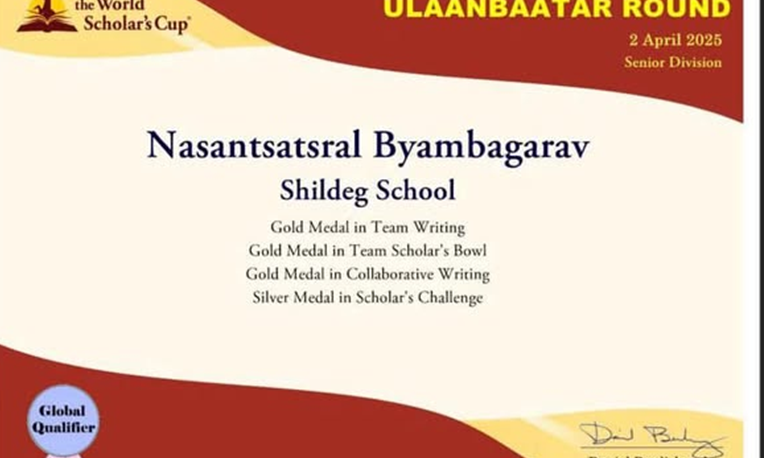 the World
Scholar's Cup®
ULAANBAATAR ROUND
2 April 2025
Senior Division
Nasantsatsral Byambagarav
Shildeg School
Gold Medal in Team Writing
Gold Medal in Team Scholar's Bowl
Gold Medal in Collaborative Writing
Silver Medal in Scholar's Challenge
Global
Qualifier